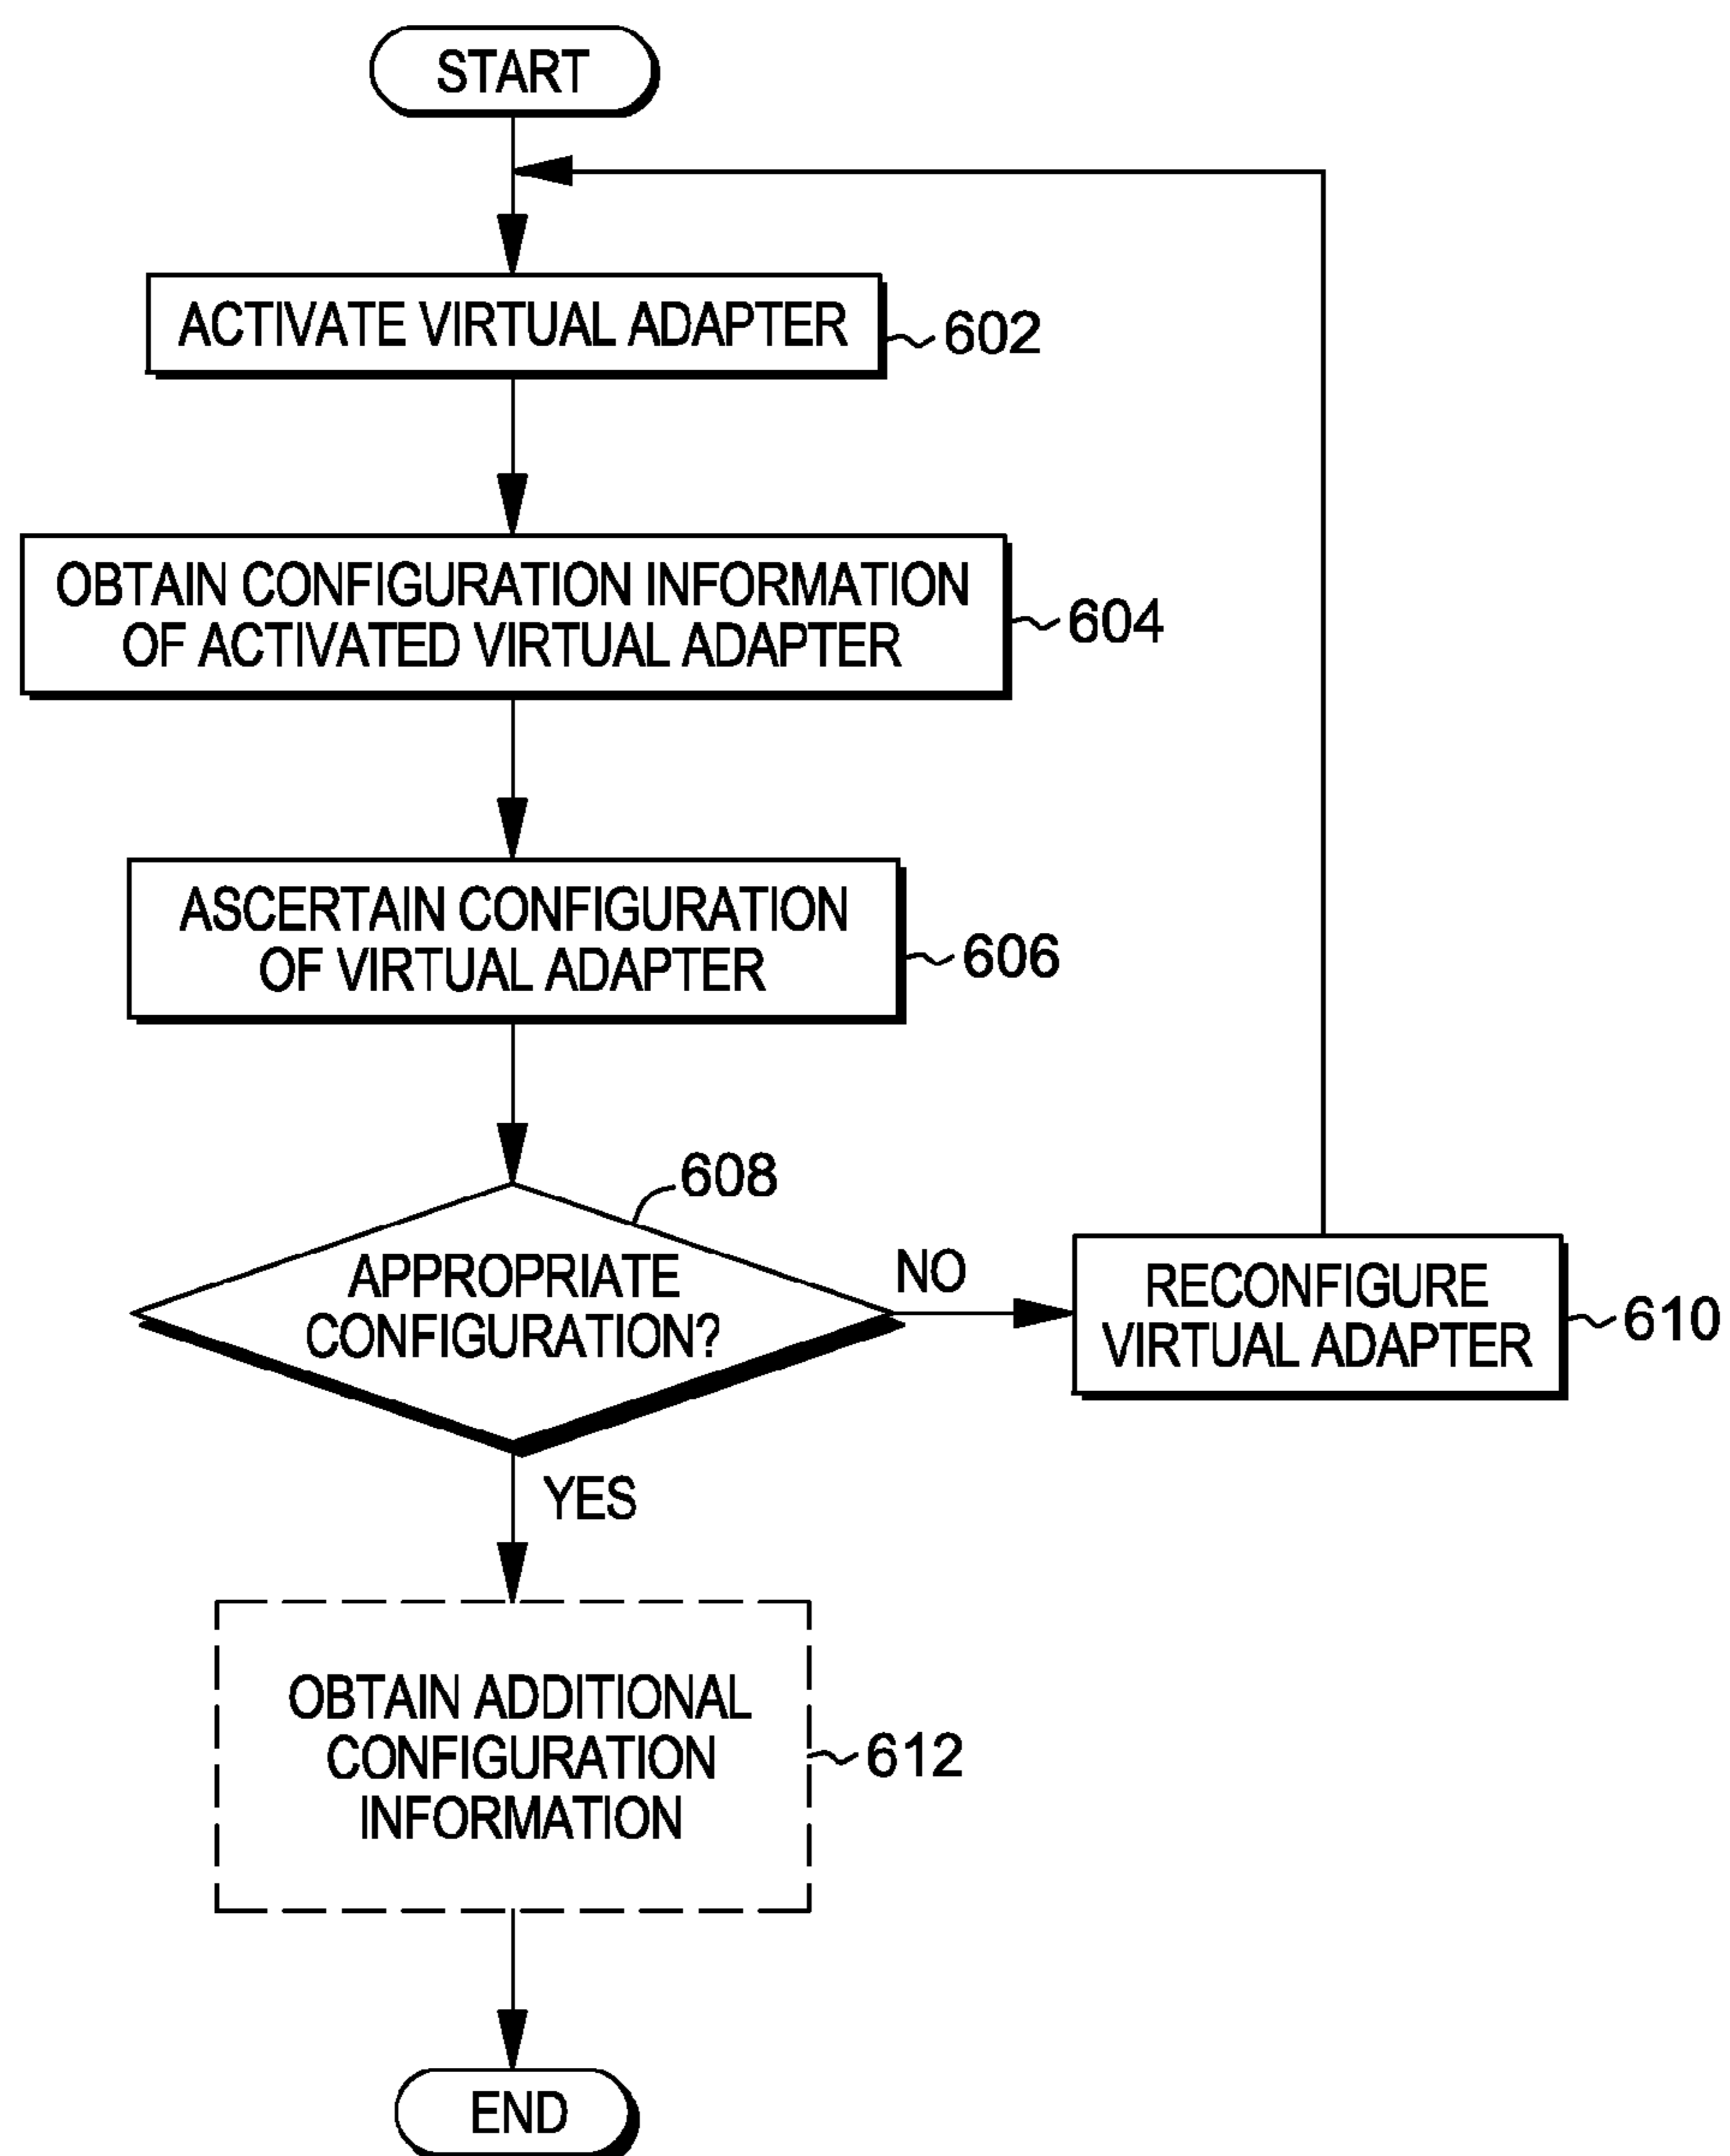 START
ACTIVATE VIRTUAL ADAPTER
602
OBTAIN CONFIGURATION INFORMATION
OF ACTIVATED VIRTUAL ADAPTER
604
ASCERTAIN CONFIGURATION
OF VIRTUAL ADAPTER
606
608
APPROPRIATE
CONFIGURATION?
NO
RECONFIGURE
VIRTUAL ADAPTER
610
YES
OBTAIN ADDITIONAL
CONFIGURATION
INFORMATION
612
END